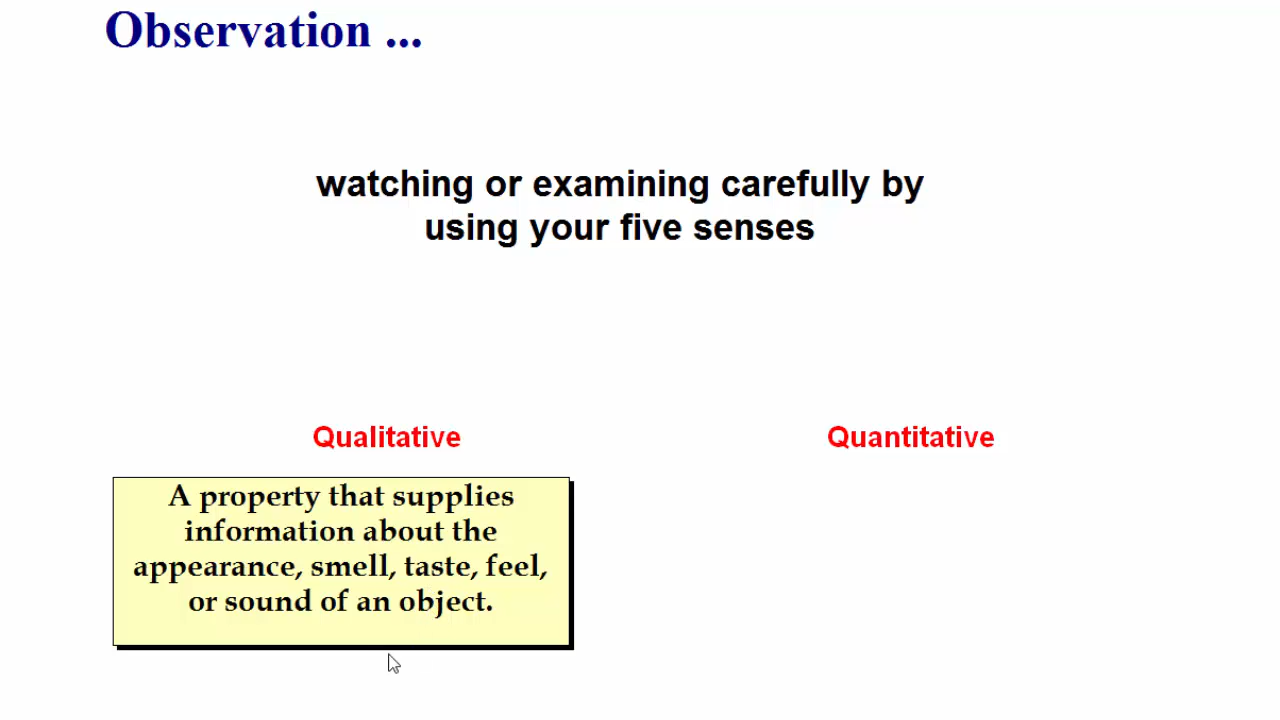 Observation ...
watching or examining carefully by
using your five senses
Qualitative
Quantitative
A property that supplies
information about the
appearance, smell, taste, feel,
or sound of an object.